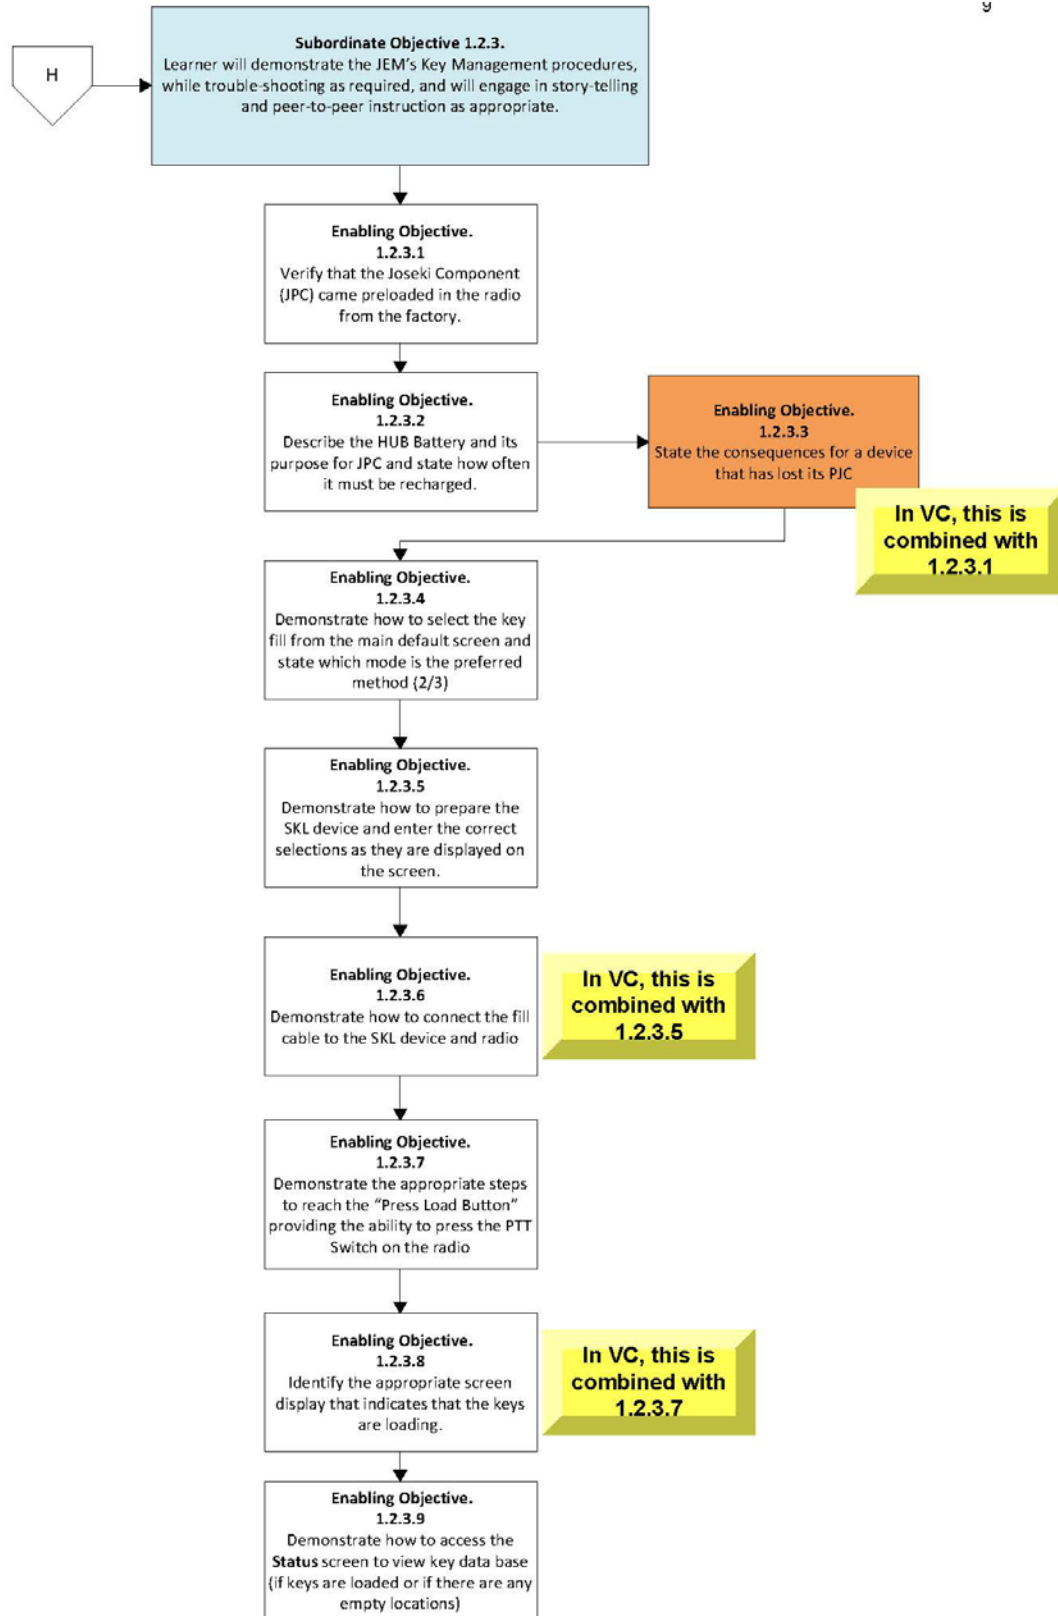 9
H
Subordinate Objective 1.2.3.
Learner will demonstrate the JEM's Key Management procedures,
while trouble-shooting as required, and will engage in story-telling
and peer-to-peer instruction as appropriate.
Enabling Objective.
1.2.3.1
Verify that the Joseki Component
(JPC) came preloaded in the radio
from the factory.
Enabling Objective.
1.2.3.2
Describe the HUB Battery and its
purpose for JPC and state how often
it must be recharged.
Enabling Objective.
1.2.3.3
State the consequences for a device
that has lost its PJC
In VC, this is
combined with
1.2.3.1
Enabling Objective.
1.2.3.4
Demonstrate how to select the key
fill from the main default screen and
state which mode is the preferred
method (2/3)
Enabling Objective.
1.2.3.5
Demonstrate how to prepare the
SKL device and enter the correct
selections as they are displayed on
the screen.
Enabling Objective.
1.2.3.6
Demonstrate how to connect the fill
cable to the SKL device and radio
In VC, this is
combined with
1.2.3.5
Enabling Objective.
1.2.3.7
Demonstrate the appropriate steps
to reach the “Press Load Button”
providing the ability to press the PTT
Switch on the radio
Enabling Objective.
1.2.3.8
Identify the appropriate screen
display that indicates that the keys
are loading.
In VC, this is
combined with
1.2.3.7
Enabling Objective.
1.2.3.9
Demonstrate how to access the
Status screen to view key data base
(if keys are loaded or if there are any
empty locations)